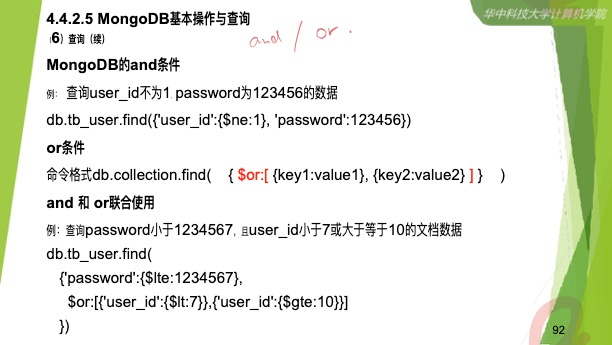 华中科技大学计算机学院
4.4.2.5 MongoDB基本操作与查询
（6）查询（续）
and / or .
MongoDB的and条件
例： 查询user_id不为1, password为123456的数据
db.tb_user.find({'user_id':{$ne:1}, 'password':123456})
or条件
命令格式db.collection.find( { $or:[ {key1:value1}, {key2:value2} ] } )
and 和 or联合使用
例：查询password小于1234567，且user_id小于7或大于等于10的文档数据
db.tb_user.find(
{'password':{$lte:1234567},
$or:[{'user_id':{$lt:7}},{'user_id':{$gte:10}}]
})
92